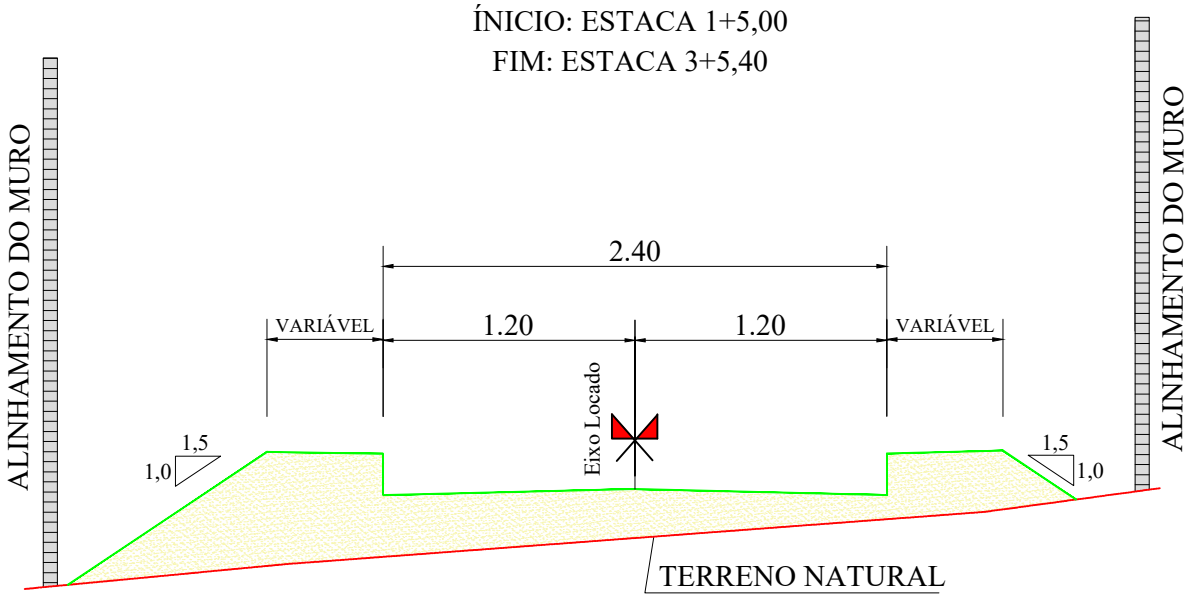 ÍNICIO: ESTACA 1+5,00
FIM: ESTACA 3+5,40
ALINHAMENTO DO MURO
ALINHAMENTO DO MURO
2.40
VARIÁVEL
1.20
1.20
VARIÁVEL
Eixo Locado
1,5
1,0
1,5
1,0
TERRENO NATURAL